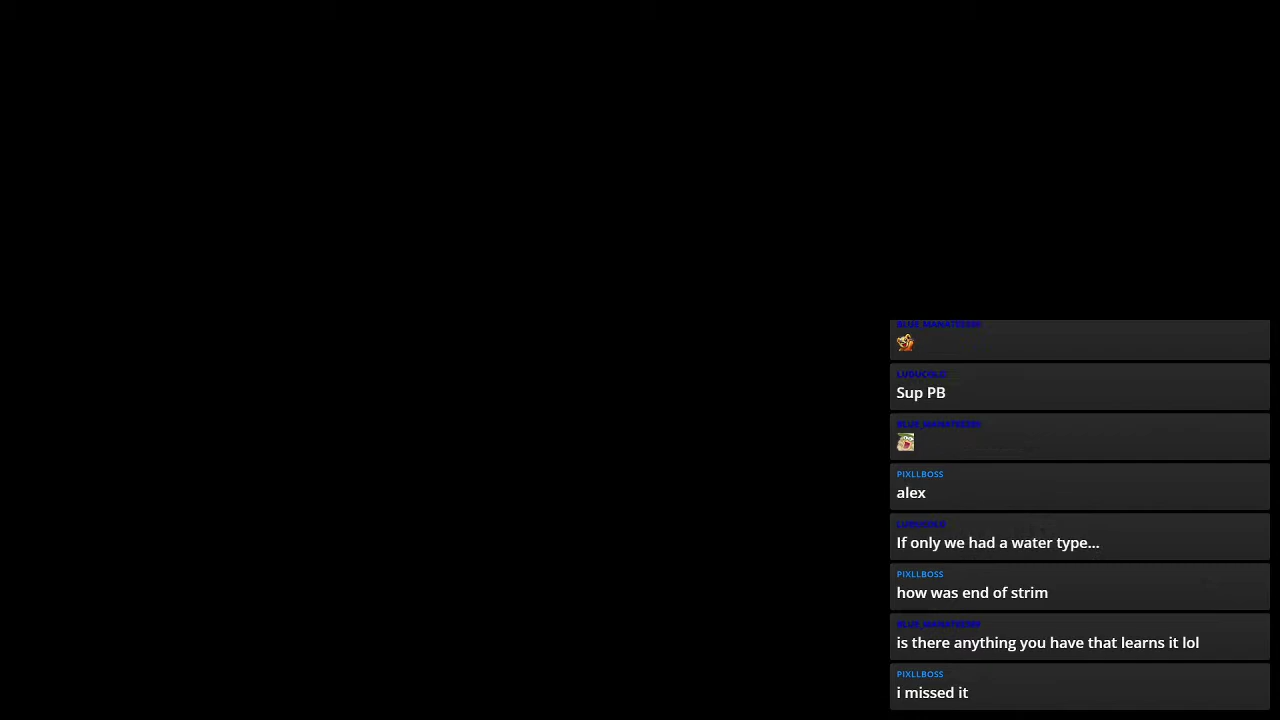 Sup PB
PIXLLBOSS
alex
If only we had a water type...
PIXLLBOSS
how was end of strim
is there anything you have that learns it lol
PIXLLBOSS
i missed it